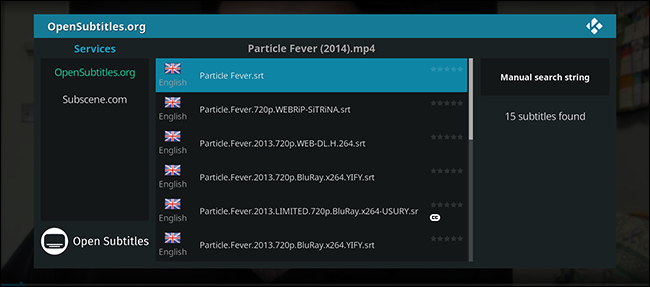 OpenSubtitles.org
Services
Particle Fever (2014).mp4
OpenSubtitles.org
Subscene.com
English
Particle Fever.srt
English
Particle.Fever.720p.WEBRiP-SiTRiNA.srt
English
Particle.Fever.2013.720p.WEB-DL.H.264.srt
English
Particle.Fever.2013.720p.BluRay.x264.YIFY.srt
English
Particle.Fever.2013.LIMITED.720p.BluRay.x264-USURY.sr
CC
English
Particle.Fever.2013.720p.BluRay.x264.YIFY.srt
Manual search string
15 subtitles found
Open Subtitles